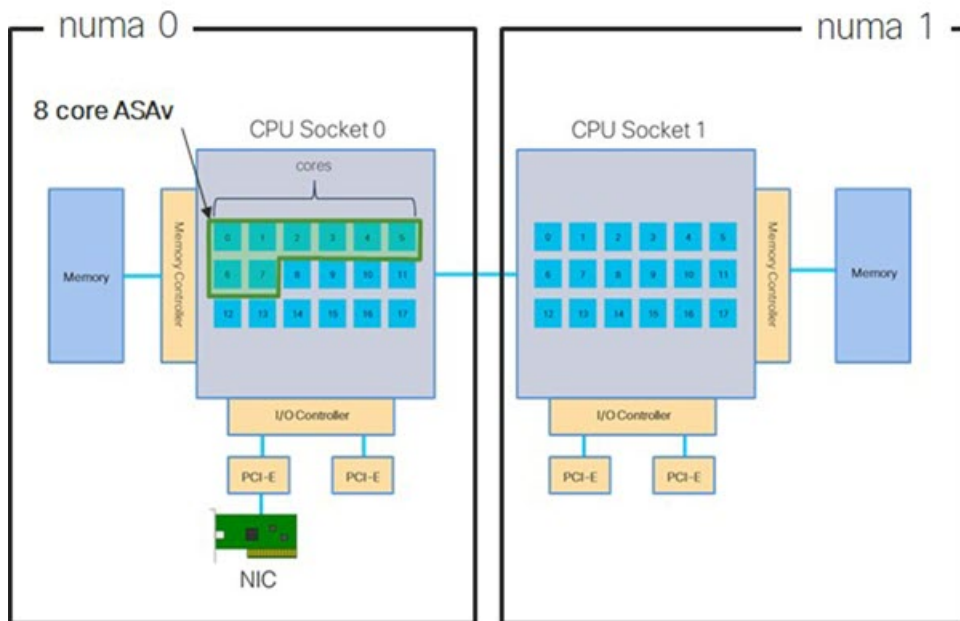 numa 0
numa 1
8 core ASAv
CPU Socket 0
CPU Socket 1
cores
0 1 2 3 4 5
6 7 8 9 10 11
12 13 14 15 16 17
0 1 2 3 4 5
6 7 8 9 10 11
12 13 14 15 16 17
Memory
Memory Controller
Memory Controller
Memory
I/O Controller
I/O Controller
PCI-E
PCI-E
PCI-E
PCI-E
NIC